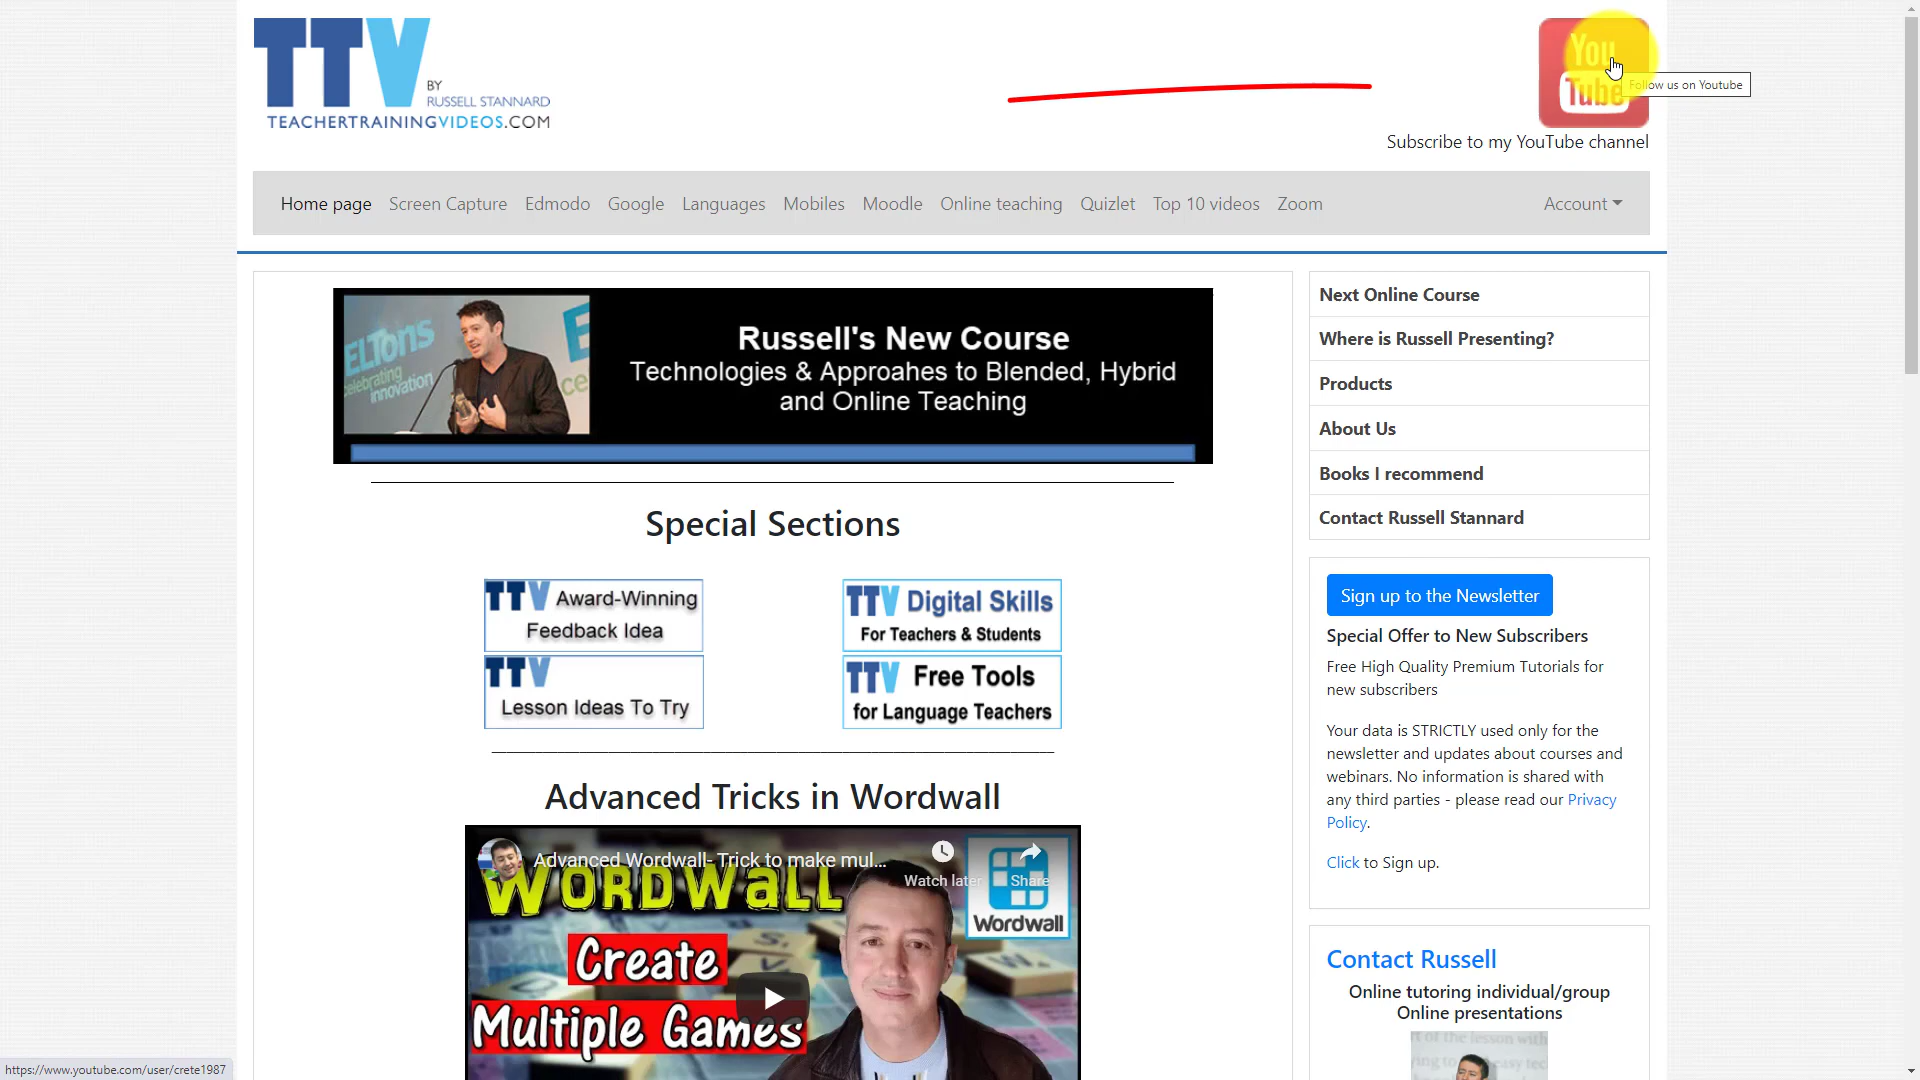 TTV
BY
RUSSELL STANNARD
TEACHERTRAININGVIDEOS.COM
You
Tube
Follow us on Youtube
Subscribe to my YouTube channel
Home page Screen Capture Edmodo Google Languages Mobiles Moodle Online teaching Quizlet Top 10 videos Zoom Account
ELTons
celebrating
innovation
Russell's New Course
Technologies & Approahes to Blended, Hybrid
and Online Teaching
Special Sections
TTV Award-Winning
Feedback Idea
TTV Digital Skills
For Teachers & Students
TTV
Lesson Ideas To Try
TTV Free Tools
for Language Teachers
Advanced Tricks in Wordwall
Advanced Wordwall- Trick to make mul...
Watch later
Share
WORDWALL
Wordwall
Create
Multiple Games
Next Online Course
Where is Russell Presenting?
Products
About Us
Books I recommend
Contact Russell Stannard
Sign up to the Newsletter
Special Offer to New Subscribers
Free High Quality Premium Tutorials for
new subscribers
Your data is STRICTLY used only for the
newsletter and updates about courses and
webinars. No information is shared with
any third parties - please read our Privacy
Policy.
Click to Sign up.
Contact Russell
Online tutoring individual/group
Online presentations
https://www.youtube.com/user/crete1987